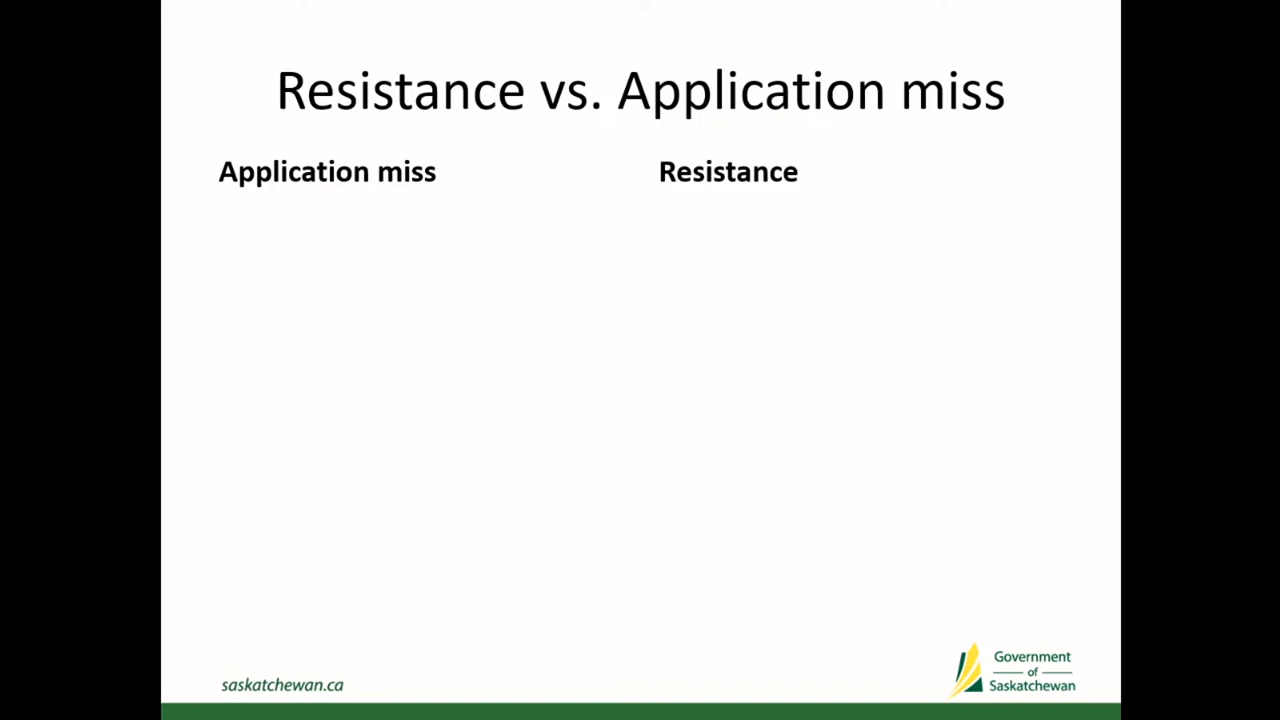 Resistance vs. Application miss
Application miss
Resistance
saskatchewan.ca
Government
of
Saskatchewan